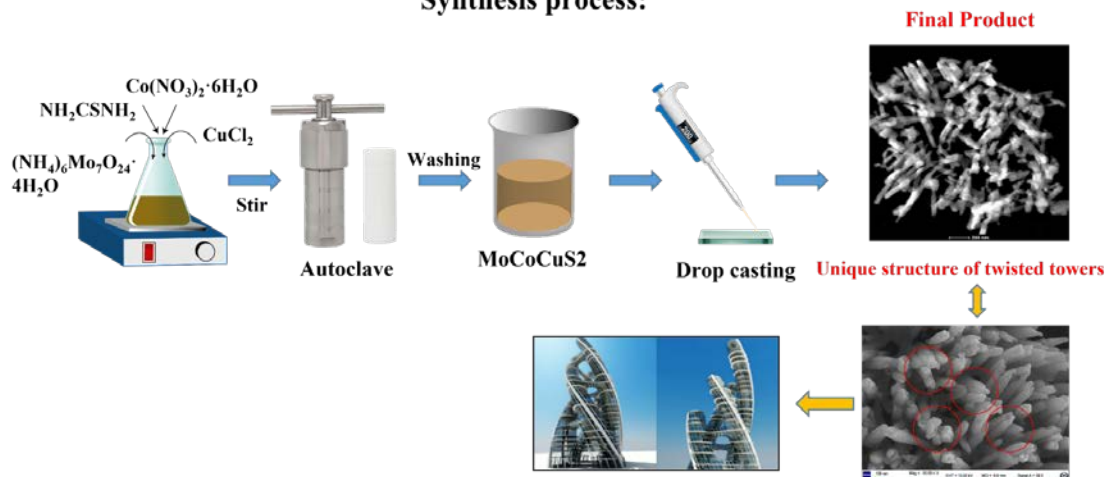 Synthesis process:
Final Product
Co(NO₃)₂·6H₂O
NH₂CSNH₂
CuCl₂
(NH₄)₆Mo₇O₂₄·
4H₂O
Stir
Autoclave
Washing
MoCoCuS2
200
Drop casting
Unique structure of twisted towers